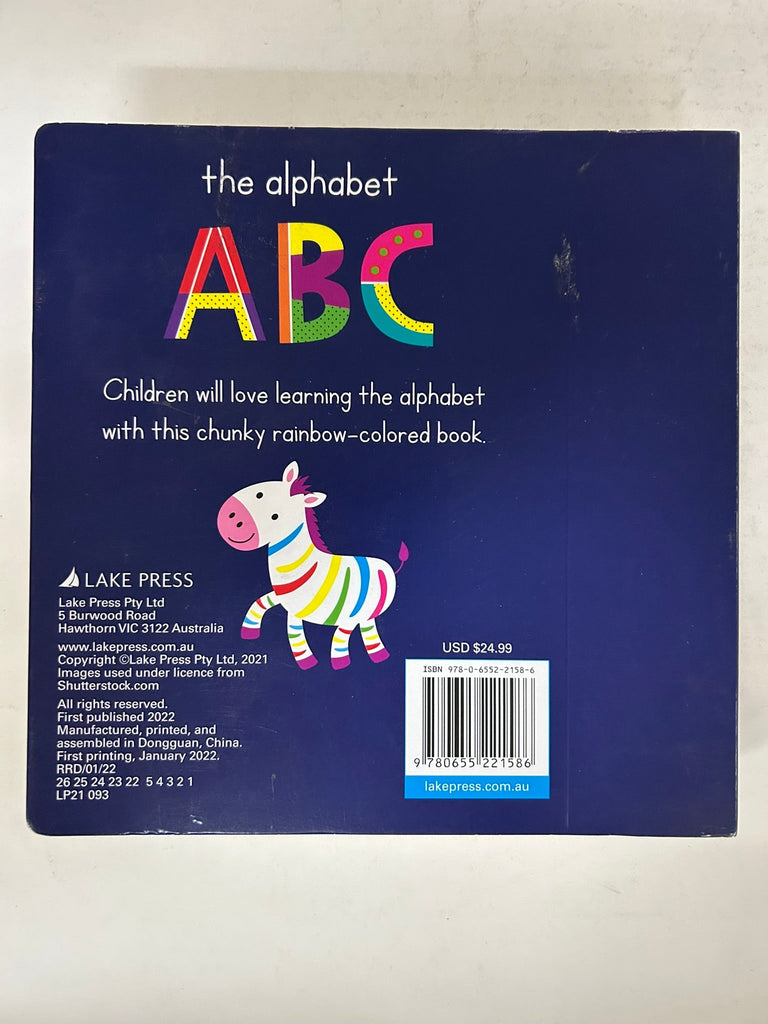 the alphabet
ABC
Children will love learning the alphabet
with this chunky rainbow-colored book.
LAKE PRESS
Lake Press Pty Ltd
5 Burwood Road
Hawthorn VIC 3122 Australia
www.lakepress.com.au
Copyright ©Lake Press Pty Ltd, 2021
Images used under licence from
Shutterstock.com
All rights reserved.
First published 2022
Manufactured, printed, and
assembled in Dongguan, China.
First printing, January 2022.
RRD/01/22
26 25 24 23 22 5 4 3 2 1
LP21 093
USD $24.99
ISBN 978-0-6552-2158-6
9 780655 221586
lakepress.com.au